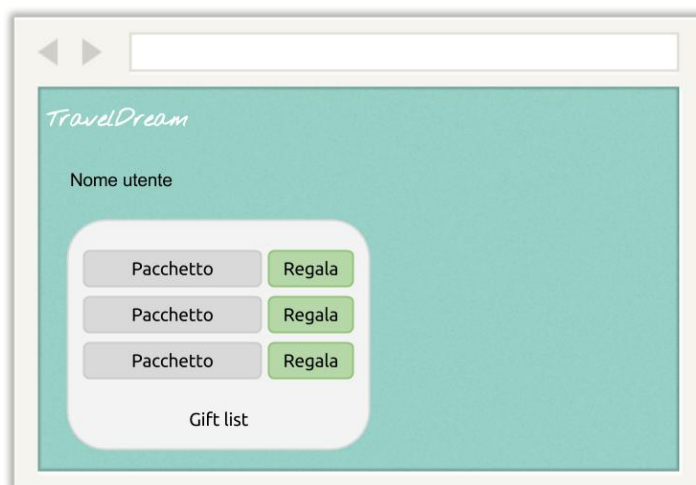 TravelDream
Nome utente
Pacchetto Regala
Pacchetto Regala
Pacchetto Regala
Gift list